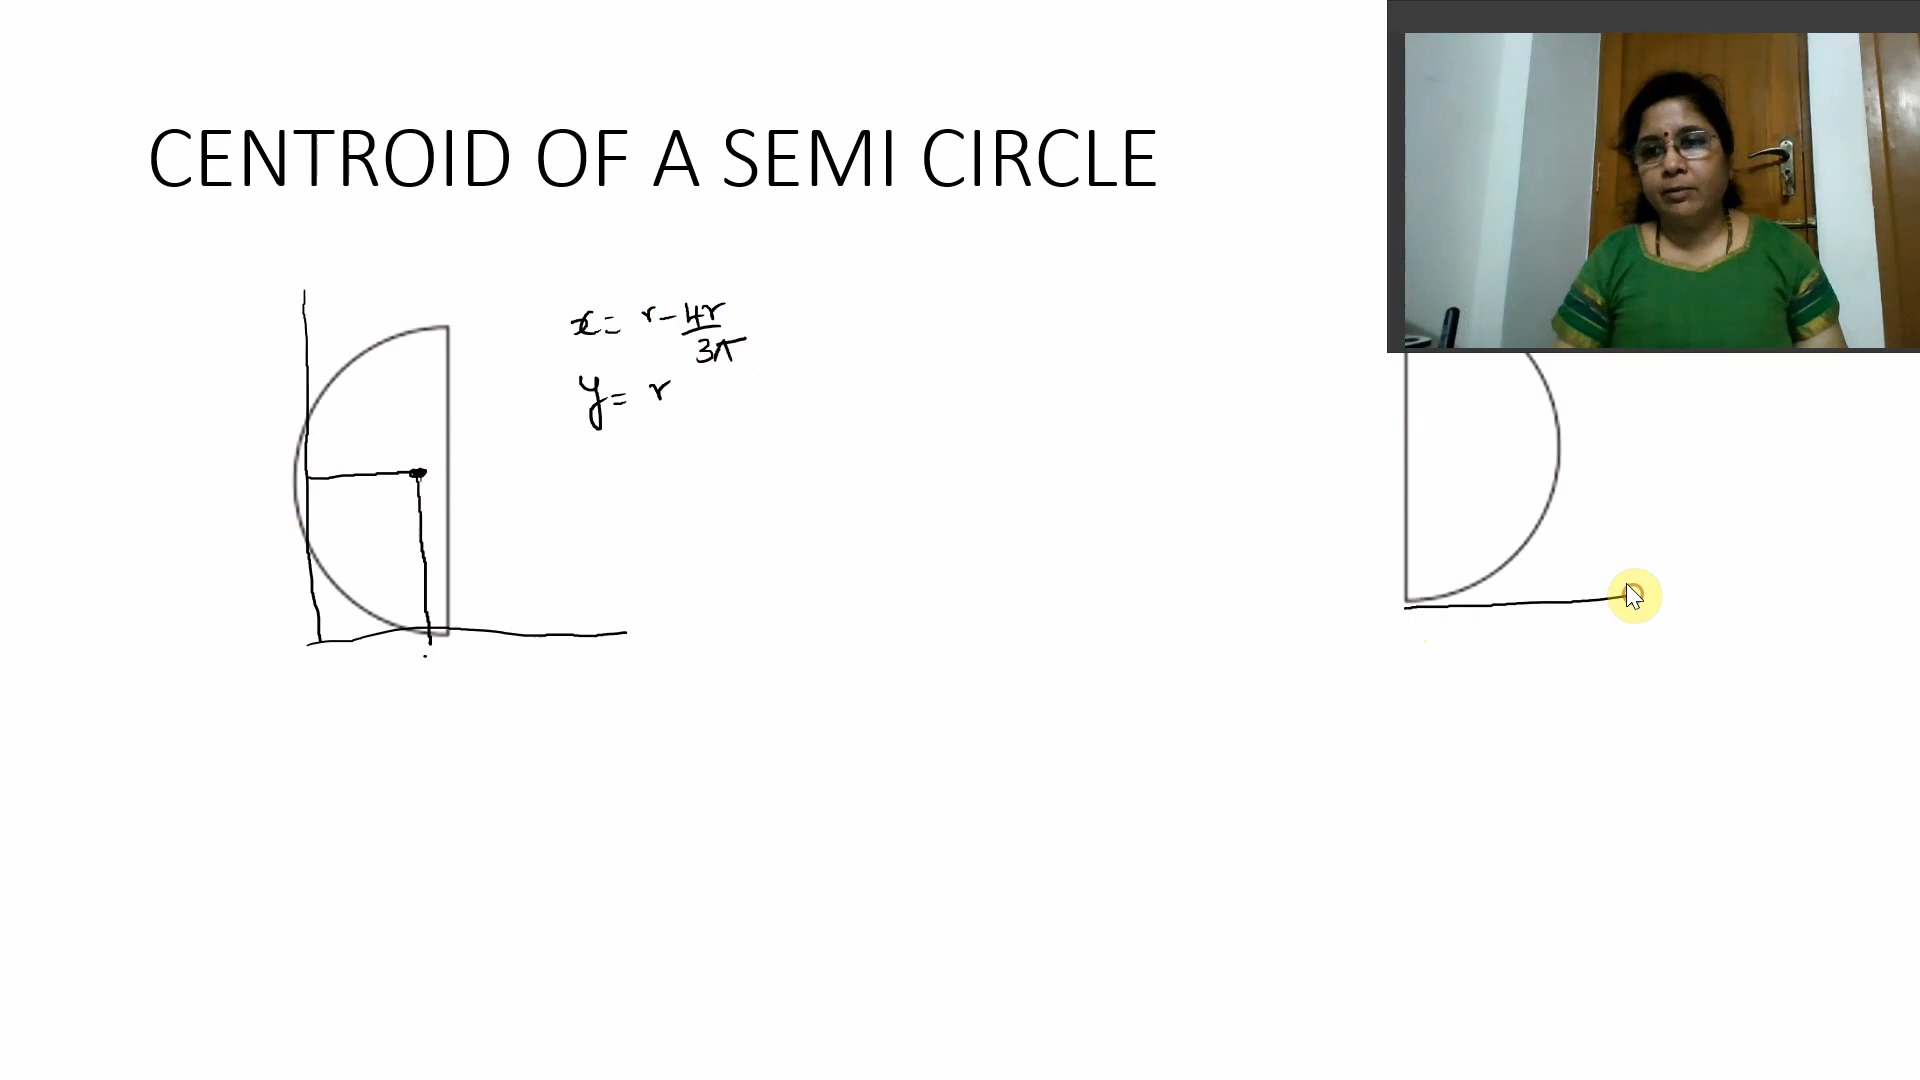 CENTROID OF A SEMI CIRCLE
x = r - 4r/3π
y = r